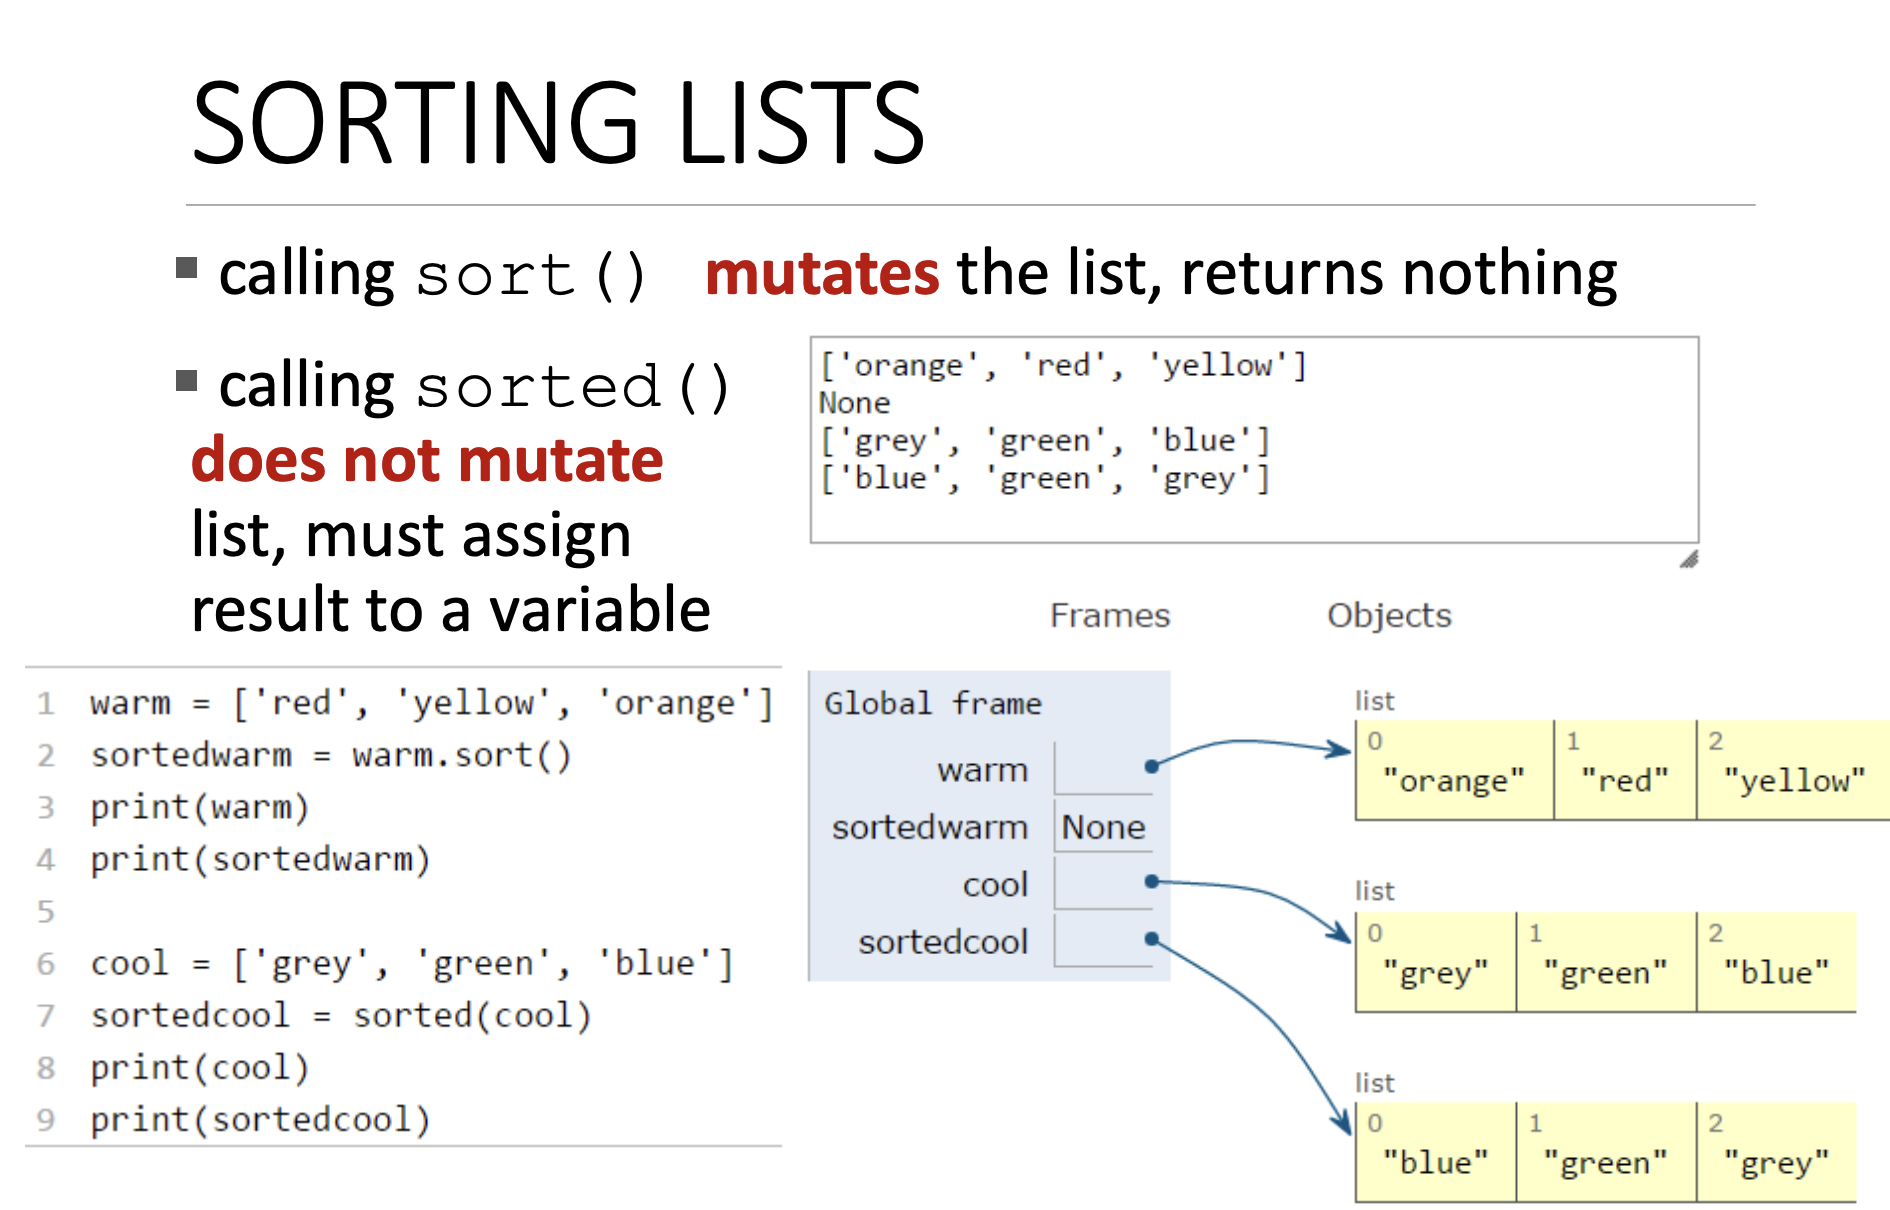 SORTING LISTS
▪ calling sort() mutates the list, returns nothing
▪ calling sorted()
does not mutate
list, must assign
result to a variable
['orange', 'red', 'yellow']
None
['grey', 'green', 'blue']
['blue', 'green', 'grey']
1 warm = ['red', 'yellow', 'orange']
2 sortedwarm = warm.sort()
3 print(warm)
4 print(sortedwarm)
5
6 cool = ['grey', 'green', 'blue']
7 sortedcool = sorted(cool)
8 print(cool)
9 print(sortedcool)
Frames Objects
Global frame
warm
sortedwarm None
cool
sortedcool
list
0 1 2
"orange" "red" "yellow"
list
0 1 2
"grey" "green" "blue"
list
0 1 2
"blue" "green" "grey"